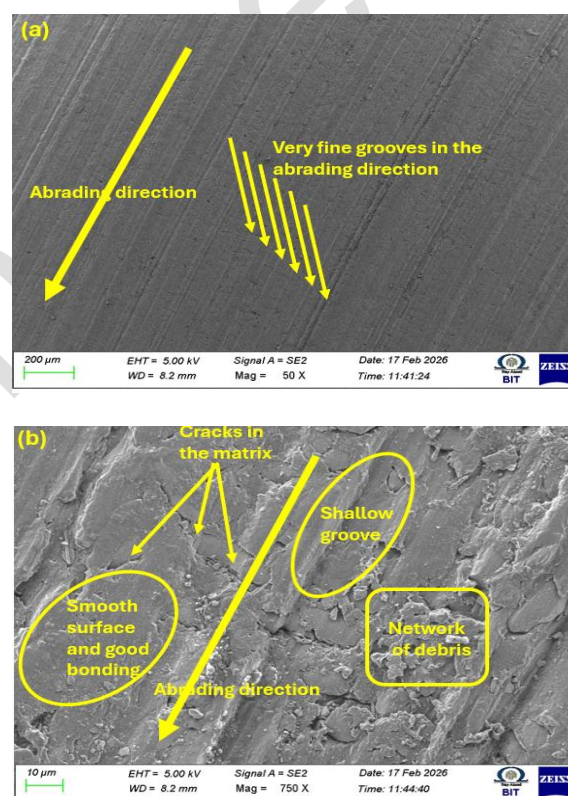 (a)
Very fine grooves in the
abrading direction
Abrading direction
200 µm
EHT = 5.00 kV
WD = 8.2 mm
Signal A = SE2
Mag = 50 X
Date: 17 Feb 2026
Time: 11:41:24
BIT
ZEISS
(b)
Cracks in
the matrix
Shallow
groove
Smooth
surface
and good
bonding
Network
of debris
Abrading direction
10 µm
EHT = 5.00 kV
WD = 8.2 mm
Signal A = SE2
Mag = 750 X
Date: 17 Feb 2026
Time: 11:44:40
BIT
ZEISS